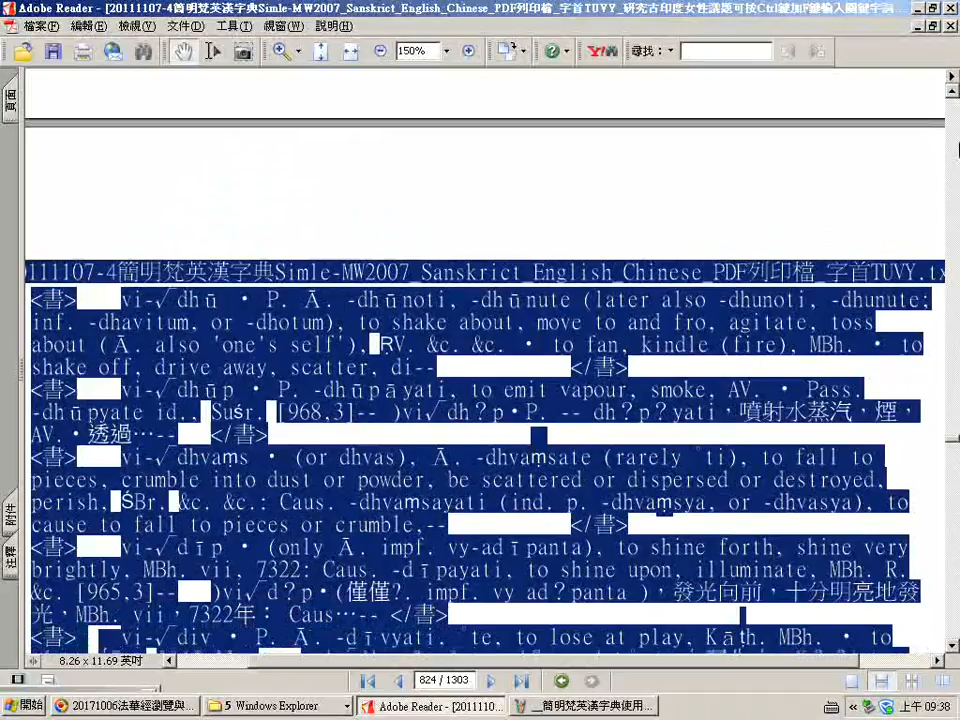 Adobe Reader - [20111107-4簡明梵英漢字典Simle-MW2007_Sanskrict_English_Chinese_PDF列印檔_字首TUVY_研究古印度女性議題可按Ctrl鍵加F鍵輸入關鍵字詞
檔案(F) 編輯(E) 檢視(V) 文件(D) 工具(T) 視窗(W) 說明(H)
150% Y! 尋找:
頁面
)111107-4簡明梵英漢字典Simle-MW2007_Sanskrict_English_Chinese_PDF列印檔_字首TUVY.tx
<書> vi-√dhū • P. Ā. -dhūnoti, -dhūnute (later also -dhunoti, -dhunute;
inf. -dhavitum, or -dhotum), to shake about, move to and fro, agitate, toss
about (Ā. also 'one's self'), ṚV. &c. &c. • to fan, kindle (fire), MBh. • to
shake off, drive away, scatter, di-- </書>
<書> vi-√dhūp • P. -dhūpāyati, to emit vapour, smoke, AV. • Pass.
-dhūpyate id., Suśr. [968,3]-- )vi√dh?p•P. -- dh?p?yati，噴射水蒸汽，煙，
AV.•透過…-- </書>
<書> vi-√dhvaṃs • (or dhvas), Ā. -dhvaṃsate (rarely °ti), to fall to
pieces, crumble into dust or powder, be scattered or dispersed or destroyed,
perish, ŚBr. &c. &c.: Caus. -dhvaṃsayati (ind. p. -dhvaṃsya, or -dhvasya), to
cause to fall to pieces or crumble.-- </書>
<書> vi-√dīp • (only Ā. impf. vy-adīpanta), to shine forth, shine very
brightly, MBh. vii, 7322: Caus. -dīpayati, to shine upon, illuminate, MBh. R.
&c. [965,3]-- )vi√d?p•(僅僅?. impf. vy ad?panta )，發光向前，十分明亮地發
光，MBh. vii，7322年： Caus…-- </書>
<書> vi-√div • P. Ā. -dīvyati. °te, to lose at play, Kāṭh. MBh. • to
附件
注釋
8.26 x 11.69 英吋
824 / 1303
開始 20171006法華經瀏覽與... 5 Windows Explorer Adobe Reader - [2011110... __簡明梵英漢字典使用... 上午 09:38